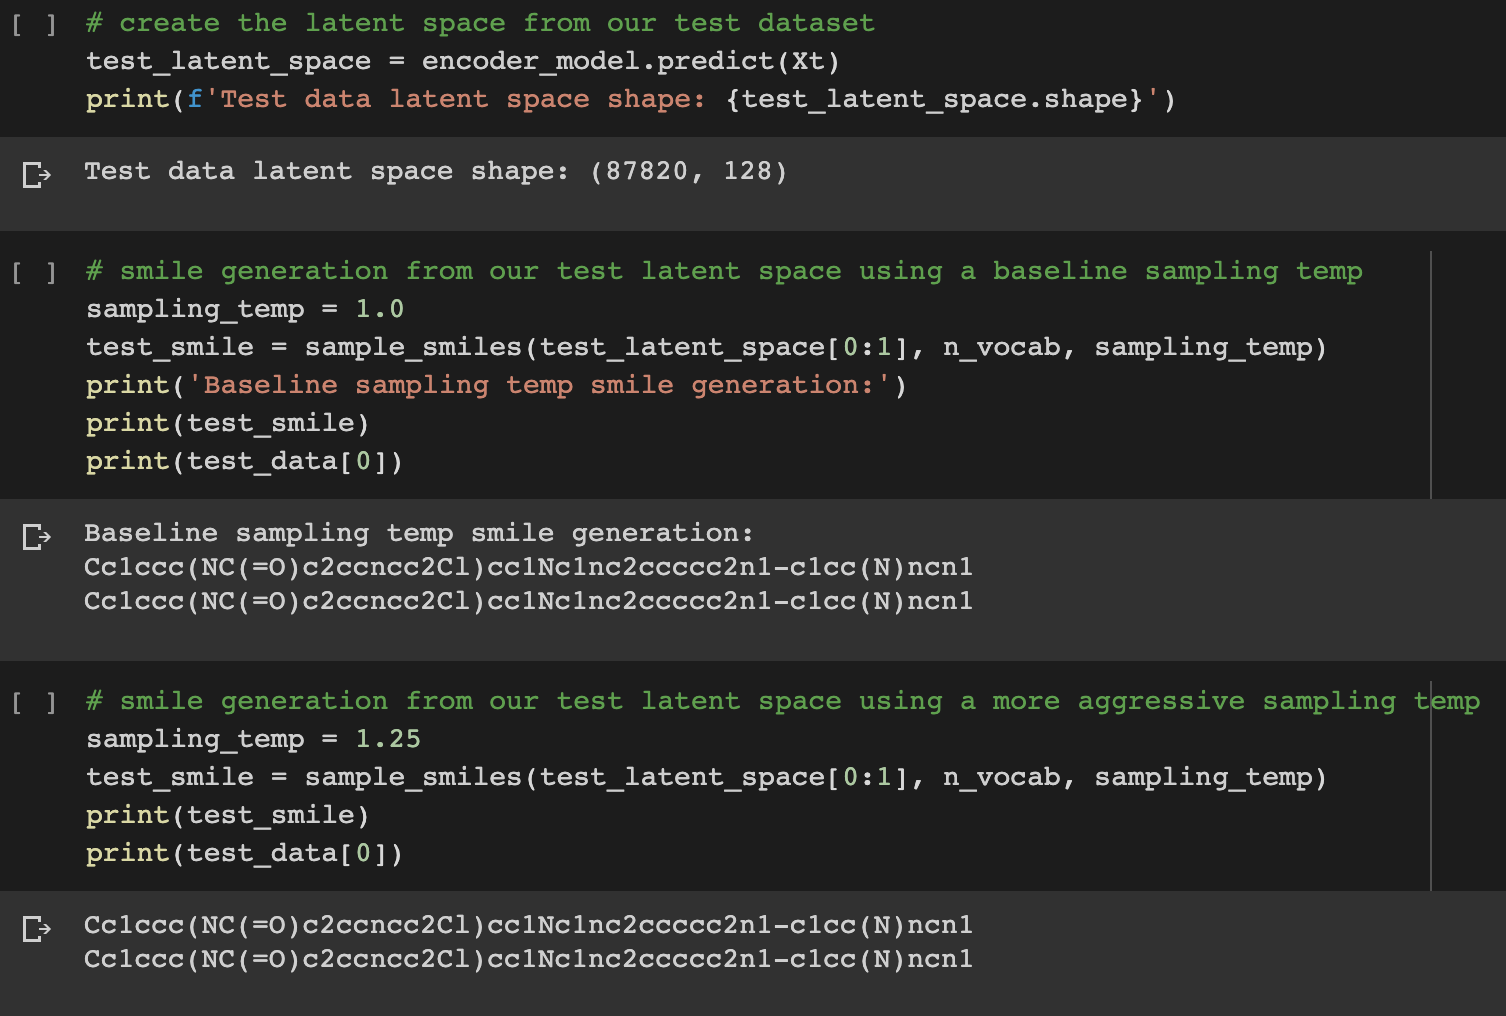 [ ] # create the latent space from our test dataset
test_latent_space = encoder_model.predict(Xt)
print(f'Test data latent space shape: {test_latent_space.shape}')
Test data latent space shape: (87820, 128)
[ ] # smile generation from our test latent space using a baseline sampling temp
sampling_temp = 1.0
test_smile = sample_smiles(test_latent_space[0:1], n_vocab, sampling_temp)
print('Baseline sampling temp smile generation:')
print(test_smile)
print(test_data[0])
Baseline sampling temp smile generation:
Cc1ccc(NC(=O)c2ccncc2Cl)cc1Nc1nc2ccccc2n1-c1cc(N)ncn1
Cc1ccc(NC(=O)c2ccncc2Cl)cc1Nc1nc2ccccc2n1-c1cc(N)ncn1
[ ] # smile generation from our test latent space using a more aggressive sampling temp
sampling_temp = 1.25
test_smile = sample_smiles(test_latent_space[0:1], n_vocab, sampling_temp)
print(test_smile)
print(test_data[0])
Cc1ccc(NC(=O)c2ccncc2Cl)cc1Nc1nc2ccccc2n1-c1cc(N)ncn1
Cc1ccc(NC(=O)c2ccncc2Cl)cc1Nc1nc2ccccc2n1-c1cc(N)ncn1